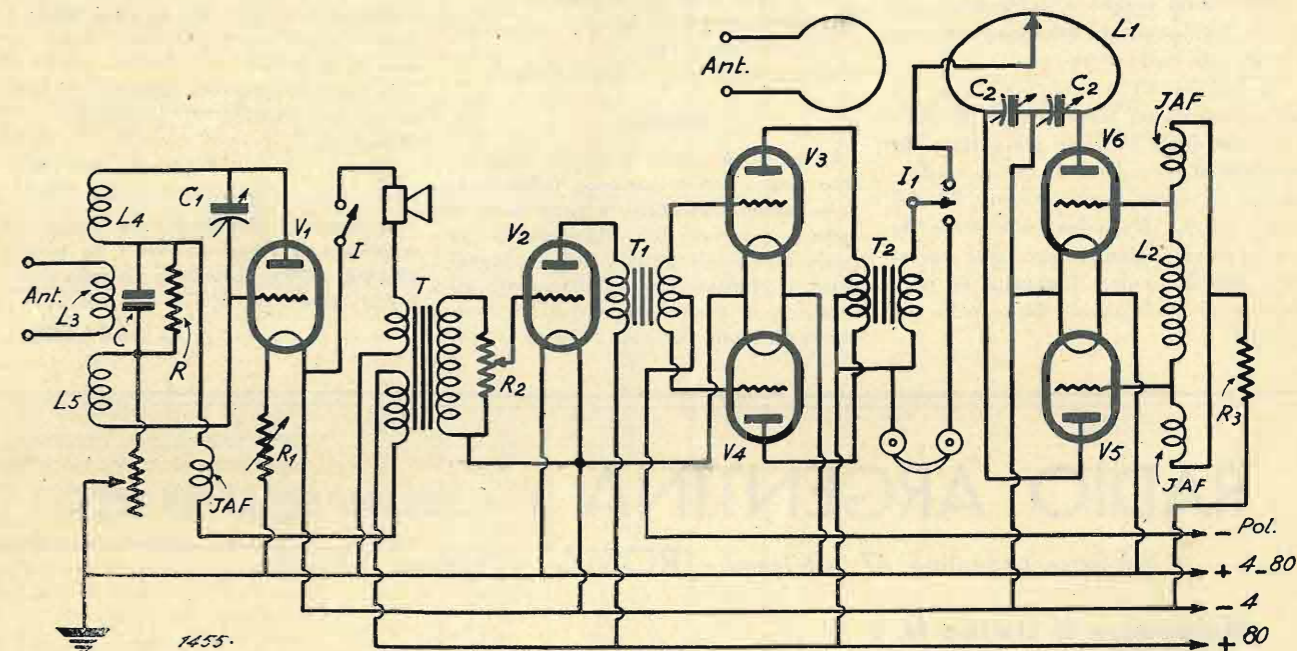 L1
Ant.
C2
C2
JAF
V3
V6
I1
L4
C1
V1
I
V2
T1
T2
L2
T
Ant.
L3
C
R
R2
R3
L5
R1
V4
V5
JAF
JAF
- Pol.
+ 4-80
- 4
+ 80
1455.